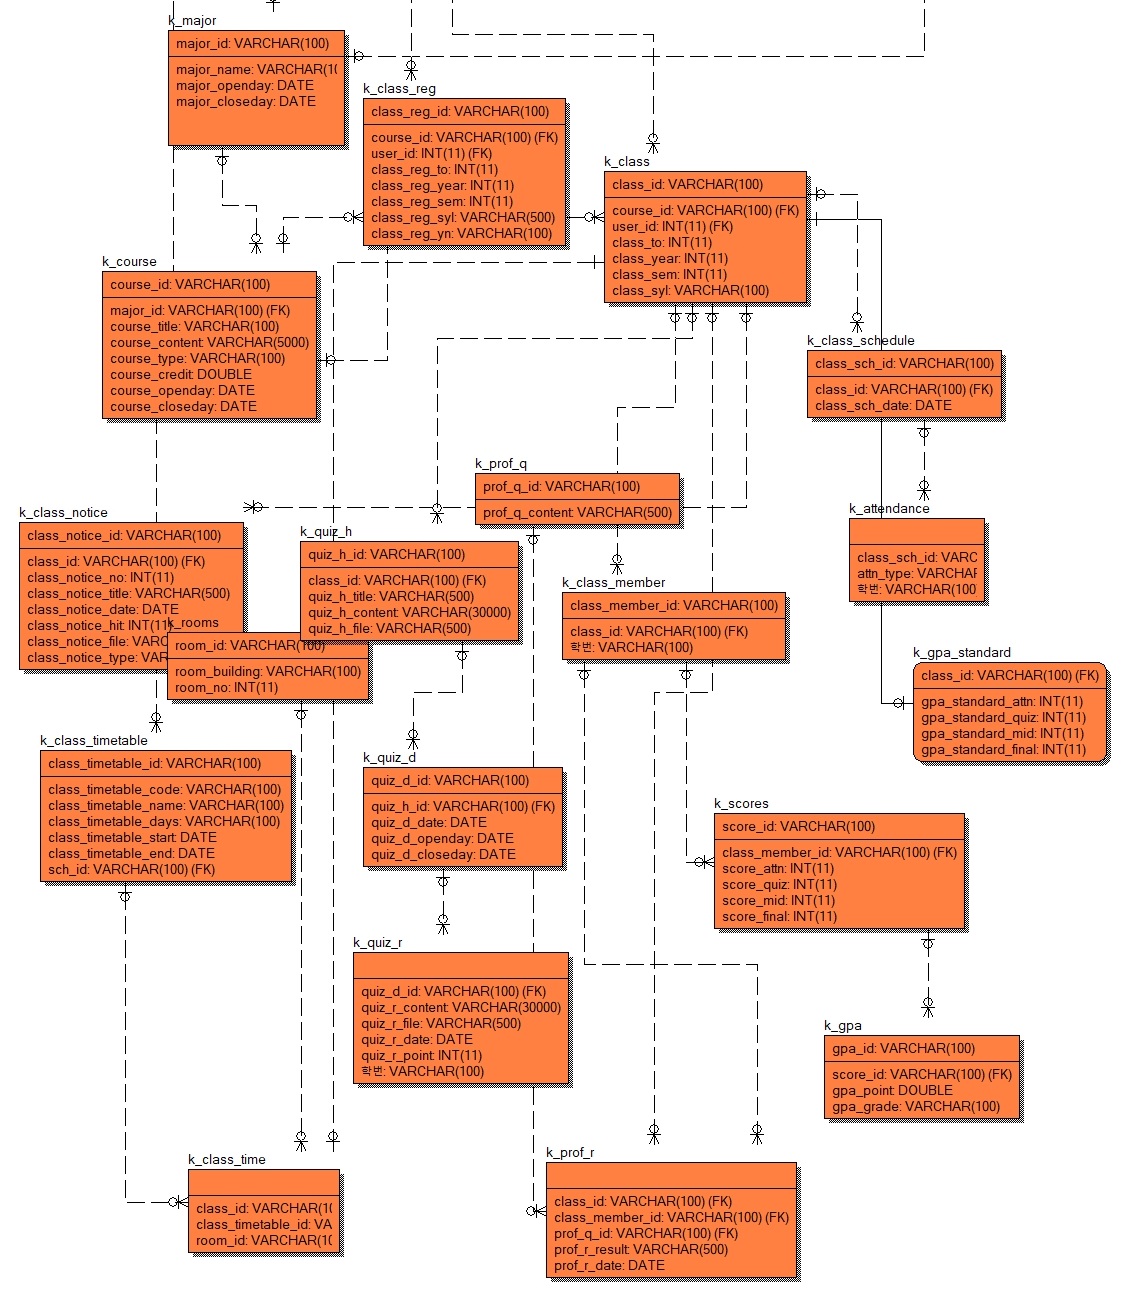 k_major
major_id: VARCHAR(100)
major_name: VARCHAR(10
major_openday: DATE
major_closeday: DATE
k_class_reg
class_reg_id: VARCHAR(100)
course_id: VARCHAR(100) (FK)
user_id: INT(11) (FK)
class_reg_to: INT(11)
class_reg_year: INT(11)
class_reg_sem: INT(11)
class_reg_syl: VARCHAR(500)
class_reg_yn: VARCHAR(100)
k_class
class_id: VARCHAR(100)
course_id: VARCHAR(100) (FK)
user_id: INT(11) (FK)
class_to: INT(11)
class_year: INT(11)
class_sem: INT(11)
class_syl: VARCHAR(100)
k_course
course_id: VARCHAR(100)
major_id: VARCHAR(100) (FK)
course_title: VARCHAR(100)
course_content: VARCHAR(5000)
course_type: VARCHAR(100)
course_credit: DOUBLE
course_openday: DATE
course_closeday: DATE
k_class_schedule
class_sch_id: VARCHAR(100)
class_id: VARCHAR(100) (FK)
class_sch_date: DATE
k_prof_q
prof_q_id: VARCHAR(100)
prof_q_content: VARCHAR(500)
k_class_notice
class_notice_id: VARCHAR(100)
class_id: VARCHAR(100) (FK)
class_notice_no: INT(11)
class_notice_title: VARCHAR(500)
class_notice_date: DATE
class_notice_hit: INT(11)
class_notice_file: VARC
class_notice_type: VAR
k_quiz_h
quiz_h_id: VARCHAR(100)
class_id: VARCHAR(100) (FK)
quiz_h_title: VARCHAR(500)
quiz_h_content: VARCHAR(30000)
quiz_h_file: VARCHAR(500)
k_rooms
room_id: VARCHAR(100)
room_building: VARCHAR(100)
room_no: INT(11)
k_attendance
class_sch_id: VARC
attn_type: VARCHAR
학번: VARCHAR(100
k_class_member
class_member_id: VARCHAR(100)
class_id: VARCHAR(100) (FK)
학번: VARCHAR(100)
k_gpa_standard
class_id: VARCHAR(100) (FK)
gpa_standard_attn: INT(11)
gpa_standard_quiz: INT(11)
gpa_standard_mid: INT(11)
gpa_standard_final: INT(11)
k_class_timetable
class_timetable_id: VARCHAR(100)
class_timetable_code: VARCHAR(100)
class_timetable_name: VARCHAR(100)
class_timetable_days: VARCHAR(100)
class_timetable_start: DATE
class_timetable_end: DATE
sch_id: VARCHAR(100) (FK)
k_quiz_d
quiz_d_id: VARCHAR(100)
quiz_h_id: VARCHAR(100) (FK)
quiz_d_date: DATE
quiz_d_openday: DATE
quiz_d_closeday: DATE
k_scores
score_id: VARCHAR(100)
class_member_id: VARCHAR(100) (FK)
score_attn: INT(11)
score_quiz: INT(11)
score_mid: INT(11)
score_final: INT(11)
k_quiz_r
quiz_d_id: VARCHAR(100) (FK)
quiz_r_content: VARCHAR(30000)
quiz_r_file: VARCHAR(500)
quiz_r_date: DATE
quiz_r_point: INT(11)
학번: VARCHAR(100)
k_gpa
gpa_id: VARCHAR(100)
score_id: VARCHAR(100) (FK)
gpa_point: DOUBLE
gpa_grade: VARCHAR(100)
k_class_time
class_id: VARCHAR(10
class_timetable_id: VA
room_id: VARCHAR(10
k_prof_r
class_id: VARCHAR(100) (FK)
class_member_id: VARCHAR(100) (FK)
prof_q_id: VARCHAR(100) (FK)
prof_r_result: VARCHAR(500)
prof_r_date: DATE